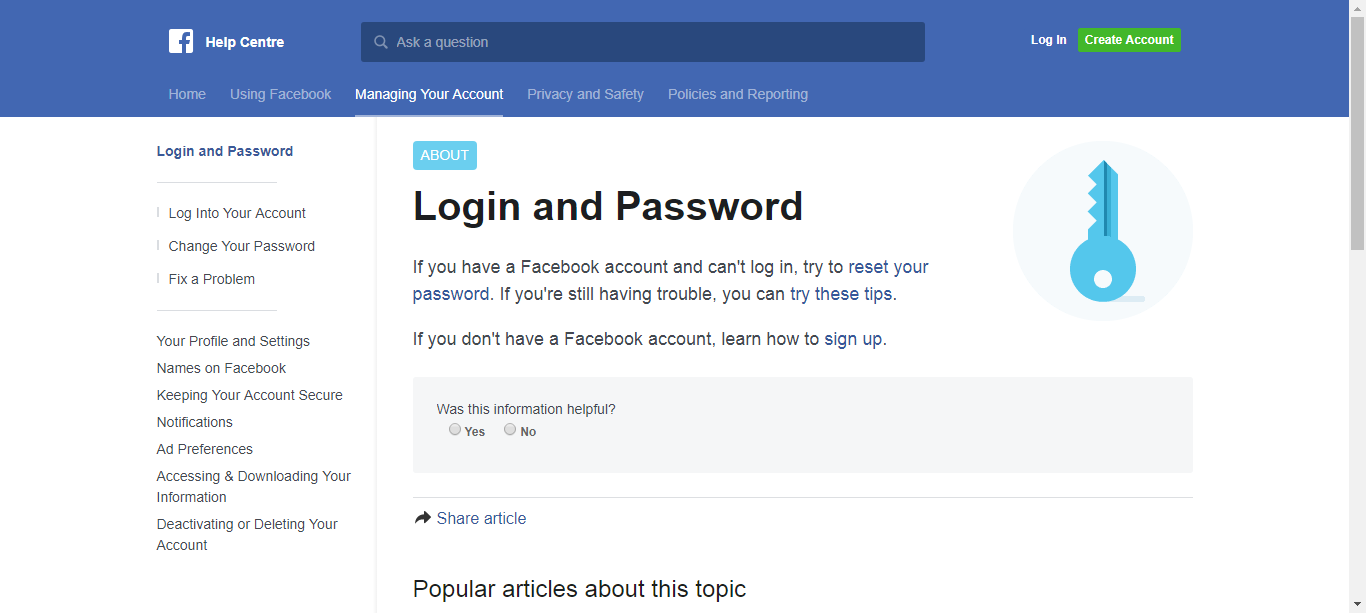 Help Centre
Ask a question
Log In
Create Account
Home
Using Facebook
Managing Your Account
Privacy and Safety
Policies and Reporting
Login and Password
Log Into Your Account
Change Your Password
Fix a Problem
Your Profile and Settings
Names on Facebook
Keeping Your Account Secure
Notifications
Ad Preferences
Accessing & Downloading Your
Information
Deactivating or Deleting Your
Account
ABOUT
Login and Password
If you have a Facebook account and can't log in, try to reset your
password. If you're still having trouble, you can try these tips.
If you don't have a Facebook account, learn how to sign up.
Was this information helpful?
Yes
No
Share article
Popular articles about this topic